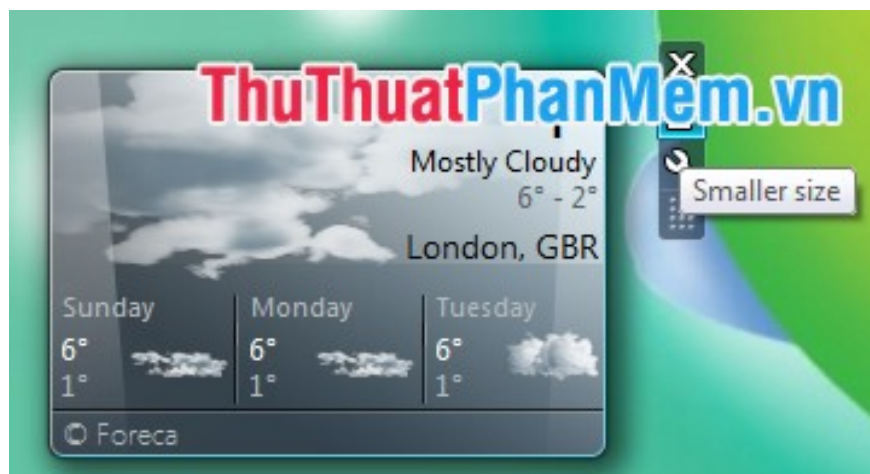 ThuThuatPhanMem.vn
Mostly Cloudy
6° - 2°
London, GBR
Smaller size
Sunday Monday Tuesday
6° 6° 6°
1° 1° 1°
© Foreca